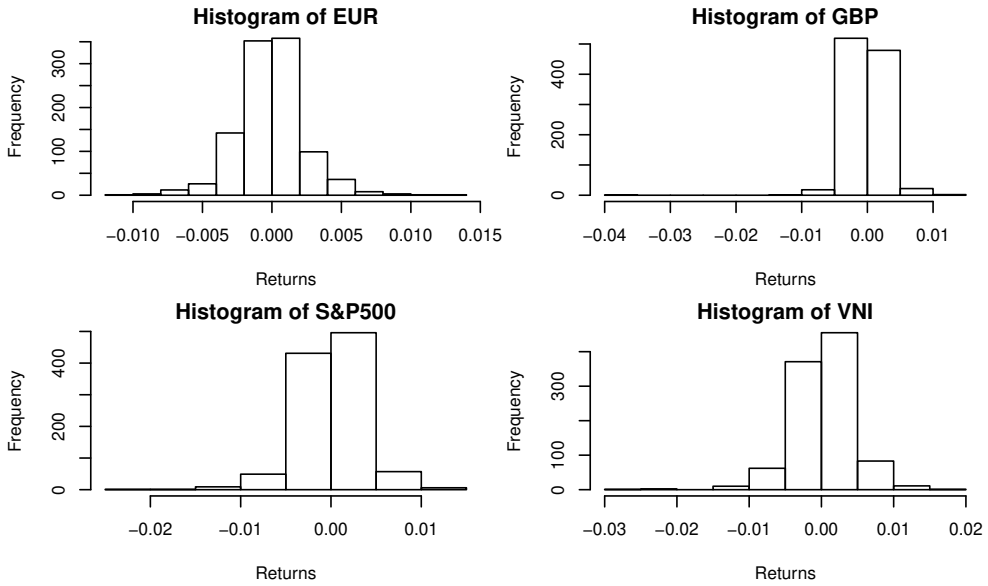 Histogram of EUR
Frequency
0 100 200 300
−0.010 −0.005 0.000 0.005 0.010 0.015
Returns
Histogram of GBP
Frequency
0 200 400
−0.04 −0.03 −0.02 −0.01 0.00 0.01
Returns
Histogram of S&P500
Frequency
0 200 400
−0.02 −0.01 0.00 0.01
Returns
Histogram of VNI
Frequency
0 100 300
−0.03 −0.01 0.00 0.01 0.02
Returns